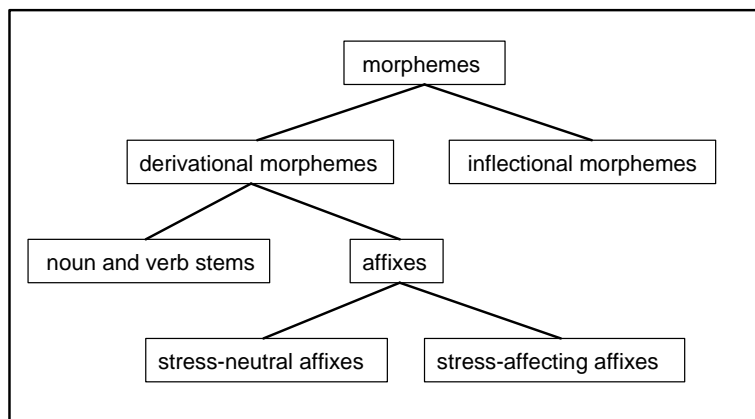 morphemes
derivational morphemes
inflectional morphemes
noun and verb stems
affixes
stress-neutral affixes
stress-affecting affixes